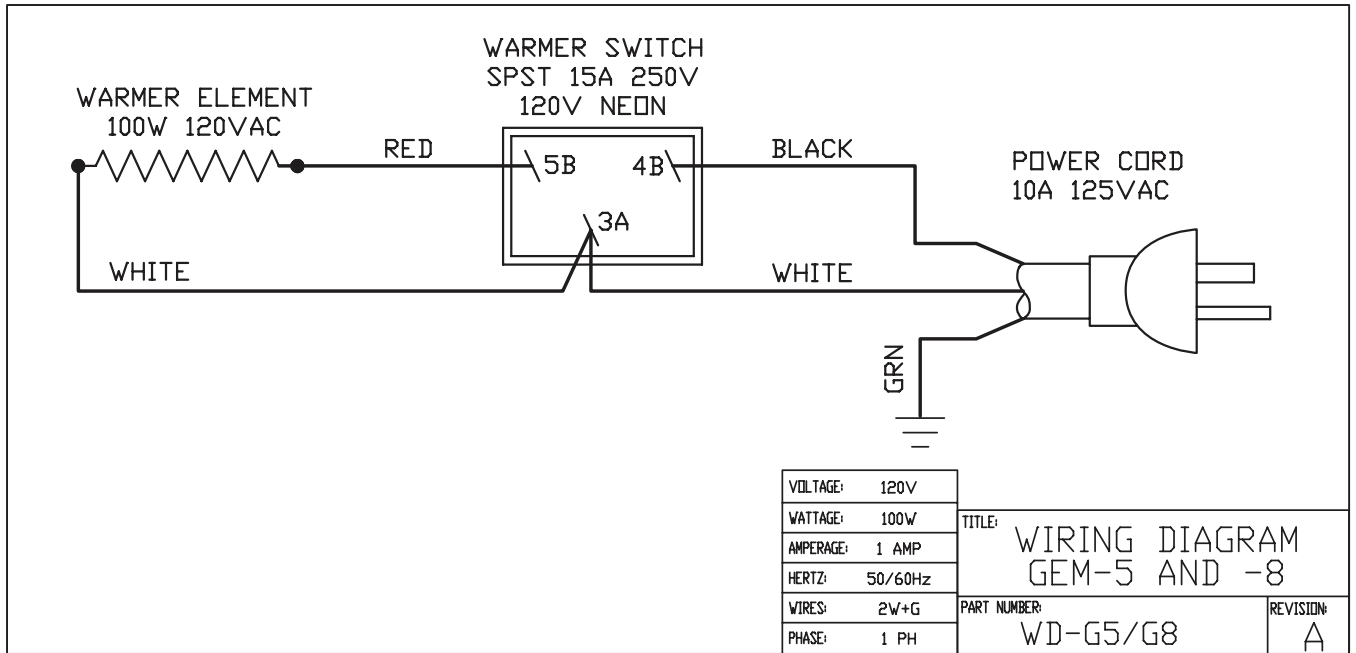 WARMER SWITCH
SPST 15A 250V
120V NEON
WARMER ELEMENT
100W 120VAC
RED
5B
4B
BLACK
POWER CORD
10A 125VAC
3A
WHITE
WHITE
GRN
VOLTAGE: 120V
WATTAGE: 100W
AMPERAGE: 1 AMP
HERTZ: 50/60Hz
WIRES: 2W+G
PHASE: 1 PH
TITLE:
WIRING DIAGRAM
GEM-5 AND -8
PART NUMBER:
WD-G5/G8
REVISION:
A